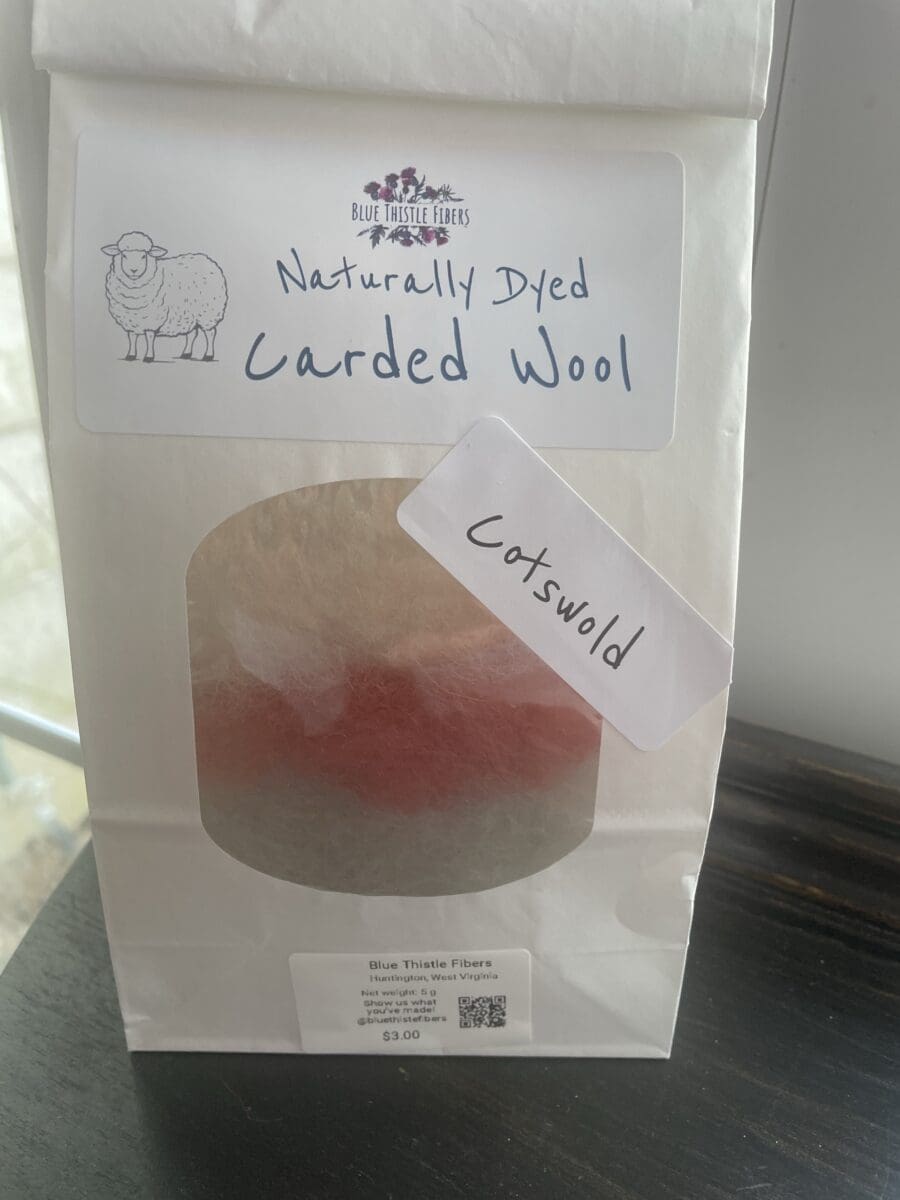 BLUE THISTLE FIBERS
Naturally Dyed
Carded Wool
Cotswold
Blue Thistle Fibers
Huntington, West Virginia
Net weight: 5 g
Show us what
you've made!
@bluethistlefibers
$3.00